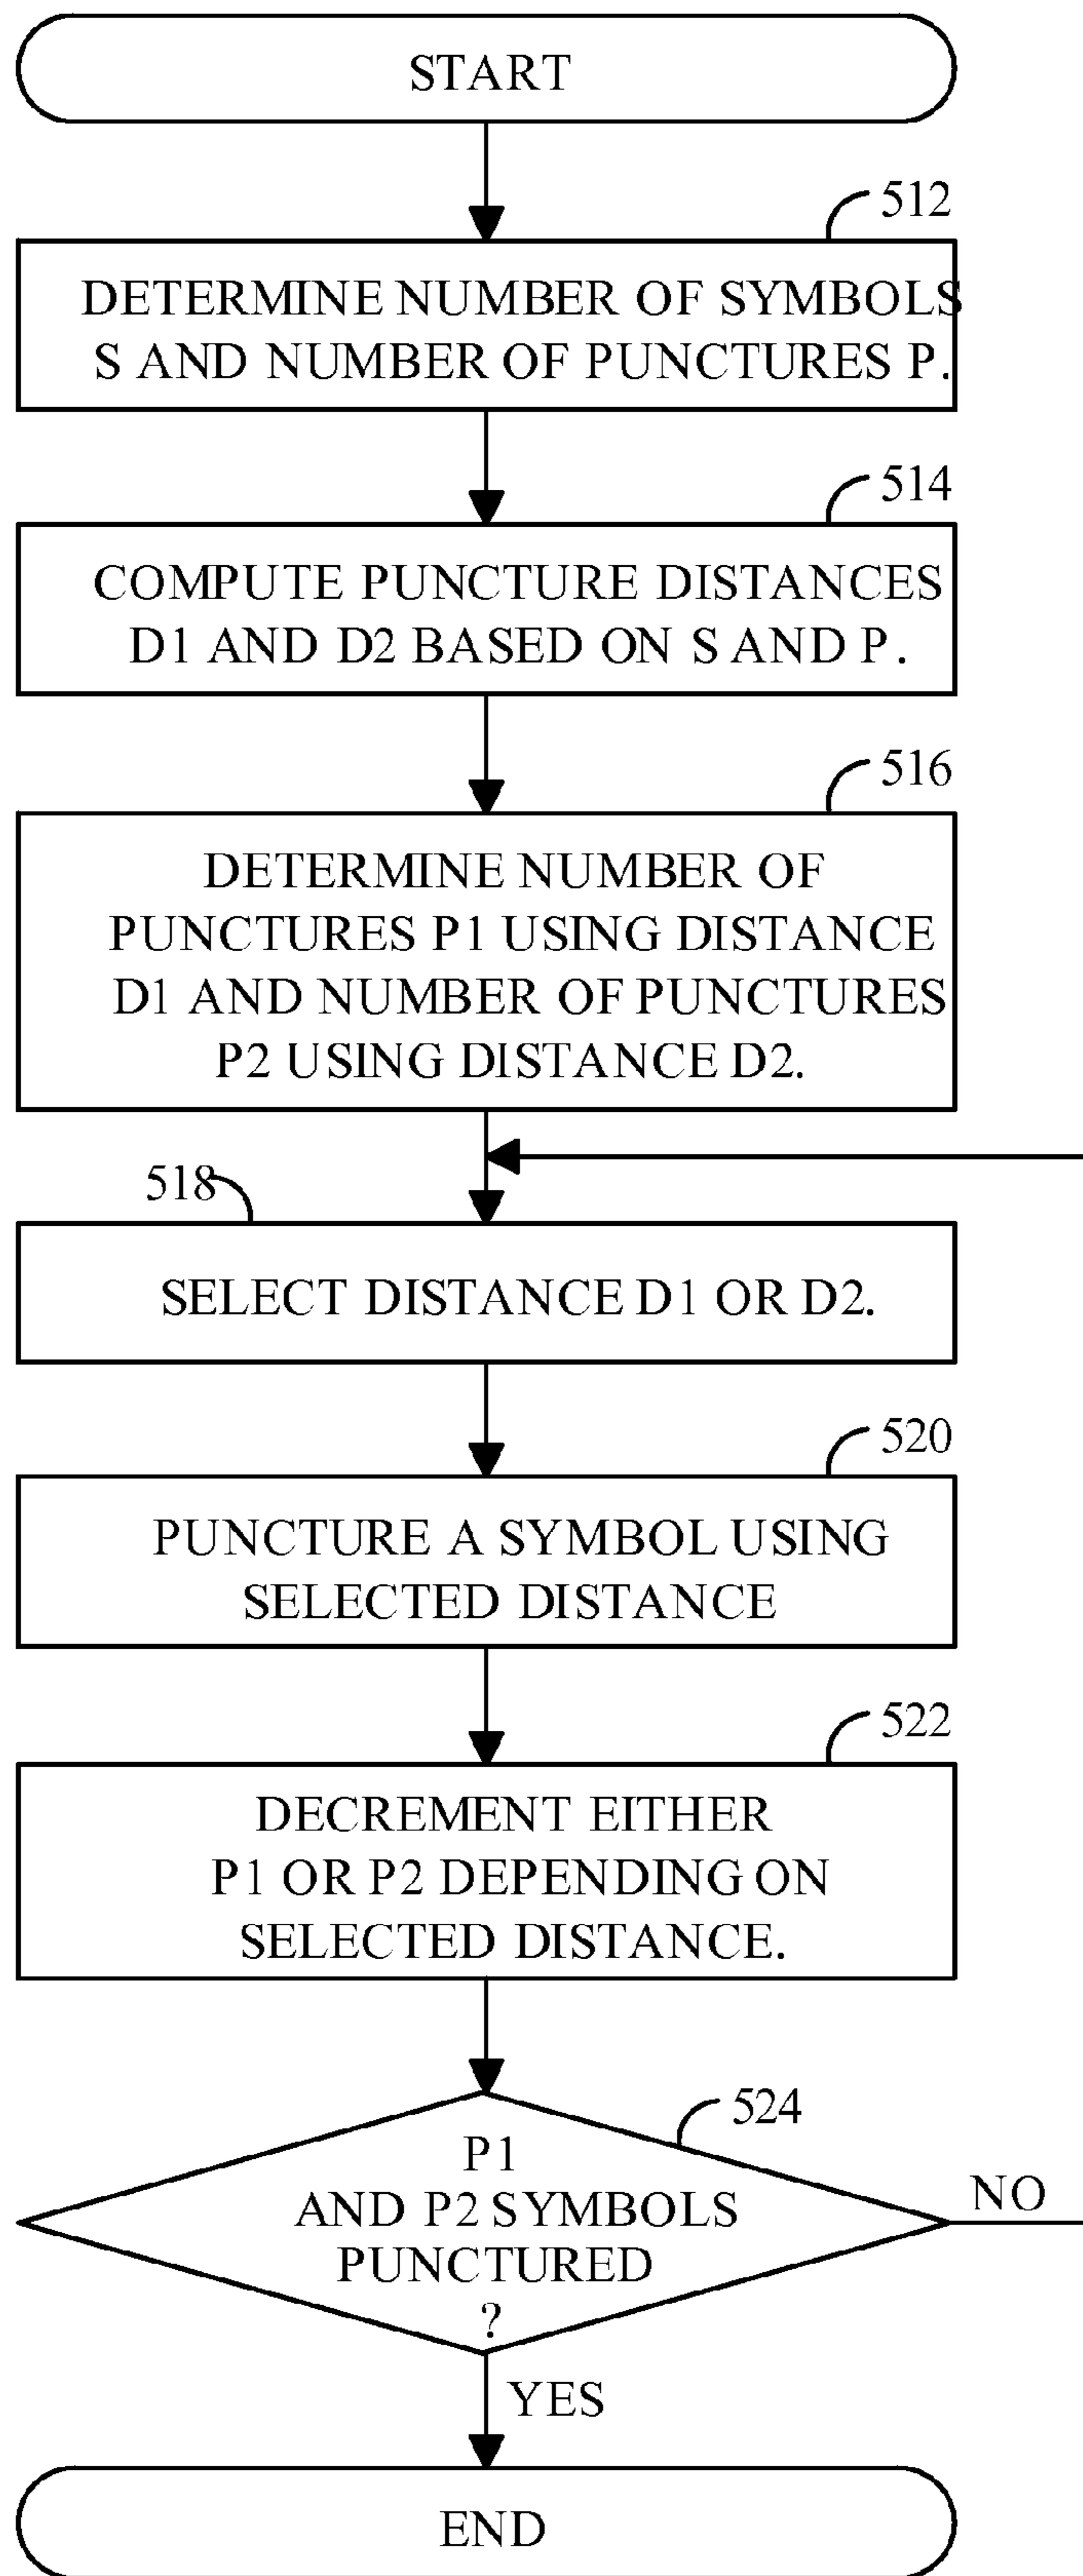 START
512
DETERMINE NUMBER OF SYMBOLS
S AND NUMBER OF PUNCTURES P.
514
COMPUTE PUNCTURE DISTANCES
D1 AND D2 BASED ON S AND P.
516
DETERMINE NUMBER OF
PUNCTURES P1 USING DISTANCE
D1 AND NUMBER OF PUNCTURES
P2 USING DISTANCE D2.
518
SELECT DISTANCE D1 OR D2.
520
PUNCTURE A SYMBOL USING
SELECTED DISTANCE
522
DECREMENT EITHER
P1 OR P2 DEPENDING ON
SELECTED DISTANCE.
524
P1
AND P2 SYMBOLS
PUNCTURED
?
NO
YES
END